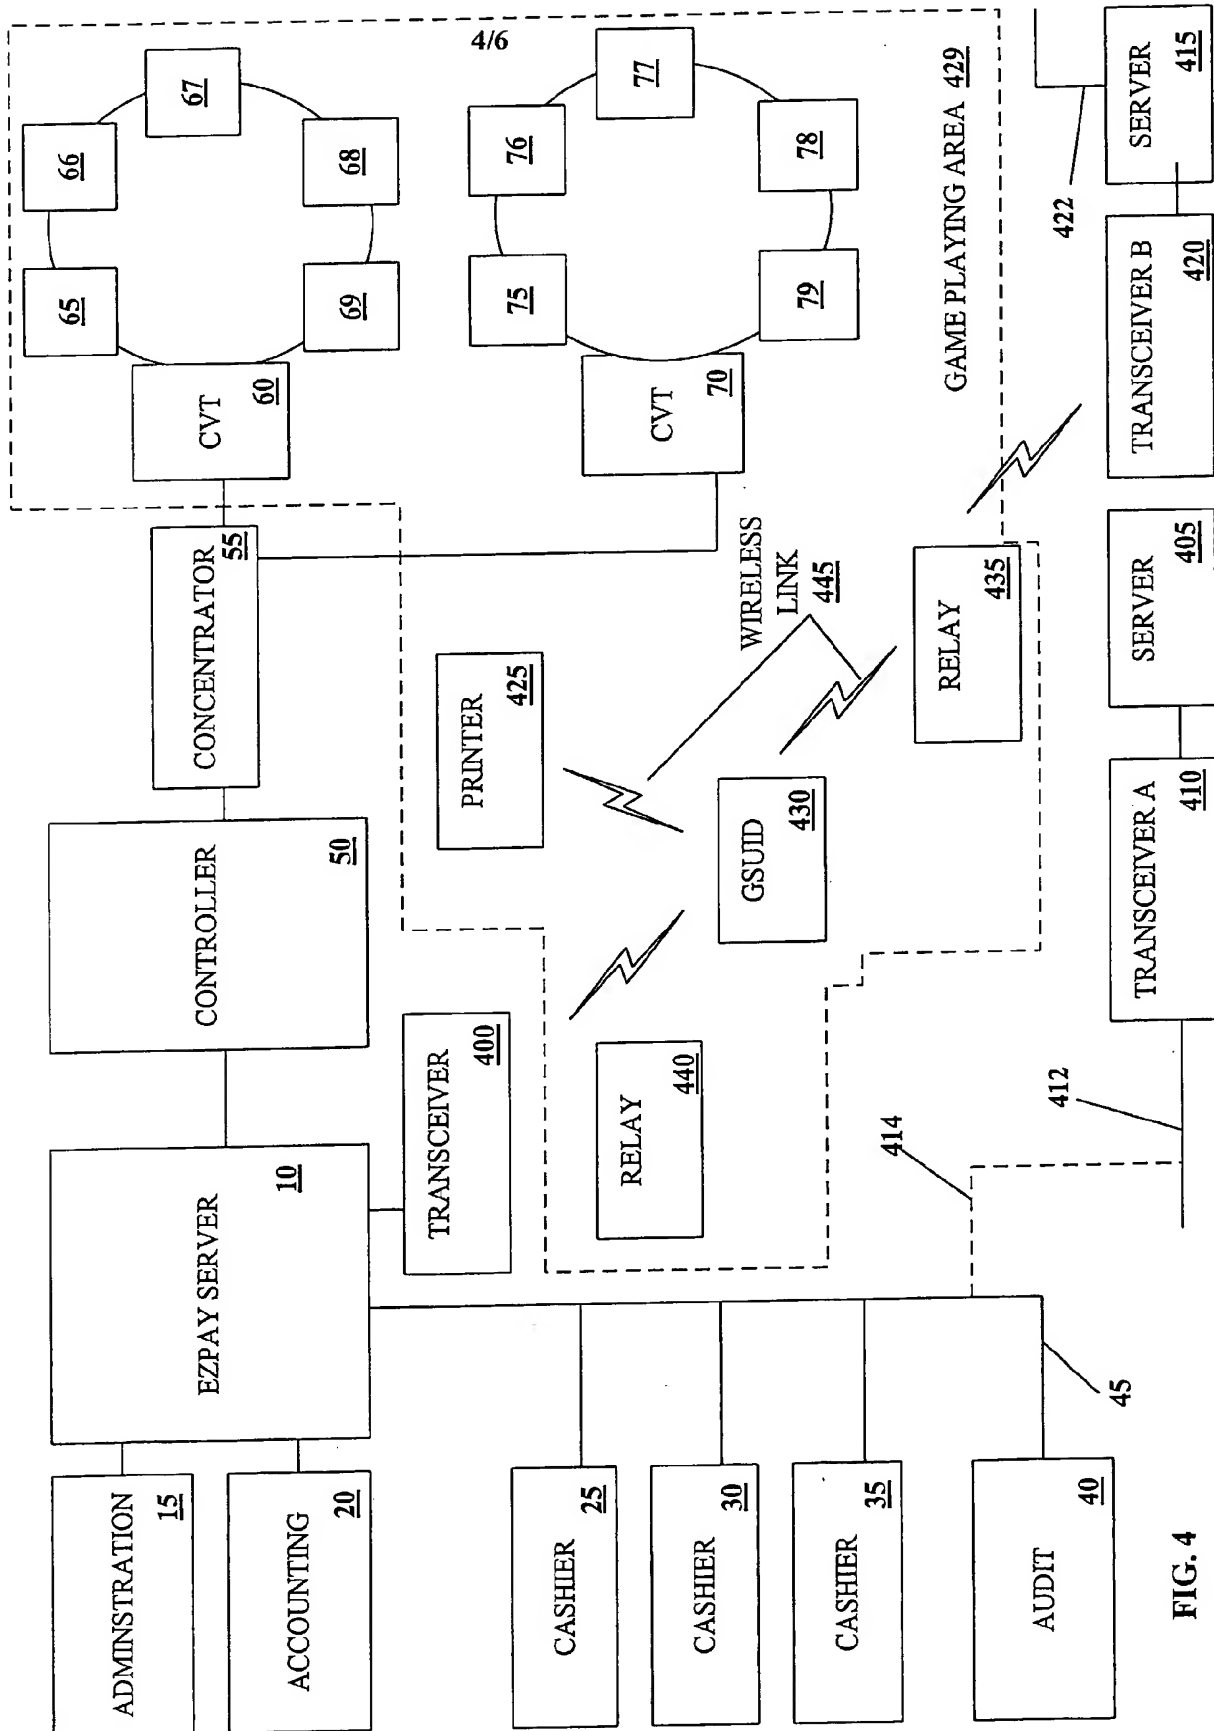 4/6
ADMINSTRATION
15
ACCOUNTING
20
EZPAY SERVER
10
CONTROLLER
50
CONCENTRATOR
55
CVT
60
65
66
67
68
69
CVT
70
75
76
77
78
79
CASHIER
25
CASHIER
30
CASHIER
35
AUDIT
40
45
TRANSCEIVER
400
RELAY
440
PRINTER
425
GSUID
430
WIRELESS
LINK
445
RELAY
435
GAME PLAYING AREA 429
414
412
TRANSCEIVER A
410
SERVER
405
TRANSCEIVER B
420
SERVER
415
422
FIG. 4